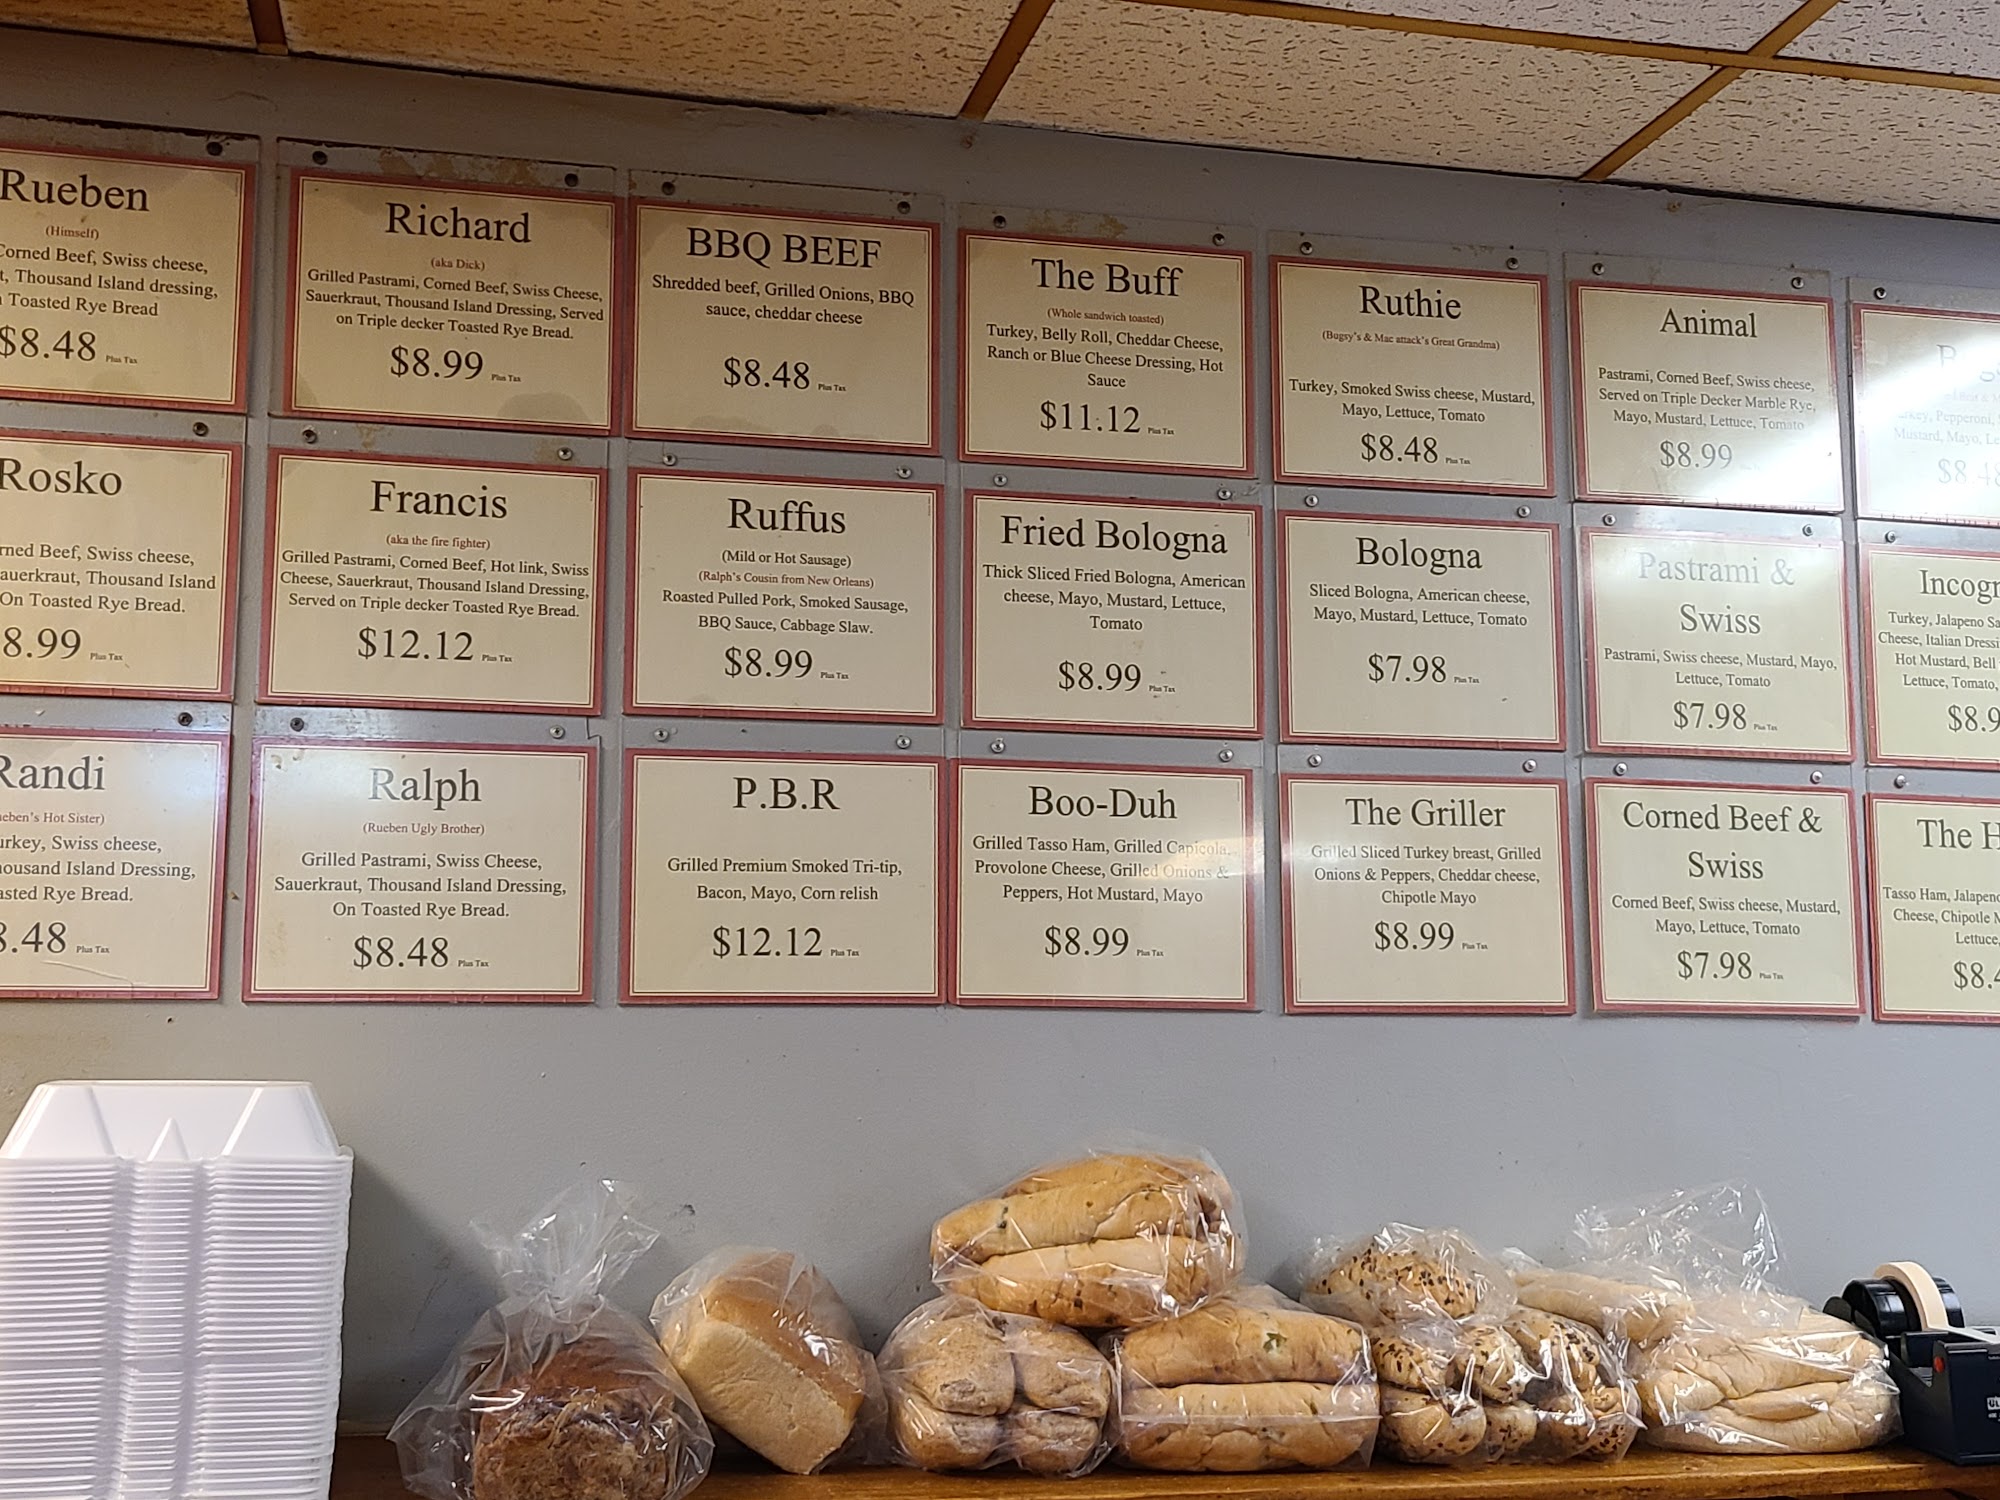 Rueben
(Himself)
Corned Beef, Swiss cheese,
Thousand Island dressing,
Toasted Rye Bread
$8.48 Plus Tax
Richard
(aka Dick)
Grilled Pastrami, Corned Beef, Swiss Cheese,
Sauerkraut, Thousand Island Dressing, Served
on Triple decker Toasted Rye Bread.
$8.99 Plus Tax
BBQ BEEF
Shredded beef, Grilled Onions, BBQ
sauce, cheddar cheese
$8.48 Plus Tax
The Buff
(Whole sandwich toasted)
Turkey, Belly Roll, Cheddar Cheese,
Ranch or Blue Cheese Dressing, Hot
Sauce
$11.12 Plus Tax
Ruthie
(Bugsy's & Mac attack's Great Grandma)
Turkey, Smoked Swiss cheese, Mustard,
Mayo, Lettuce, Tomato
$8.48 Plus Tax
Animal
Pastrami, Corned Beef, Swiss cheese,
Served on Triple Decker Marble Rye,
Mayo, Mustard, Lettuce, Tomato
$8.99
Pepperoni,
Mustard, Mayo,
$8.48
Rosko
Beef, Swiss cheese,
Sauerkraut, Thousand Island
On Toasted Rye Bread.
8.99 Plus Tax
Francis
(aka the fire fighter)
Grilled Pastrami, Corned Beef, Hot link, Swiss
Cheese, Sauerkraut, Thousand Island Dressing,
Served on Triple decker Toasted Rye Bread.
$12.12 Plus Tax
Ruffus
(Mild or Hot Sausage)
(Ralph's Cousin from New Orleans)
Roasted Pulled Pork, Smoked Sausage,
BBQ Sauce, Cabbage Slaw.
$8.99 Plus Tax
Fried Bologna
Thick Sliced Fried Bologna, American
cheese, Mayo, Mustard, Lettuce,
Tomato
$8.99 Plus Tax
Bologna
Sliced Bologna, American cheese,
Mayo, Mustard, Lettuce, Tomato
$7.98 Plus Tax
Pastrami &
Swiss
Pastrami, Swiss cheese, Mustard, Mayo,
Lettuce, Tomato
$7.98 Plus Tax
Incogn
Turkey, Jalapeno Sa
Cheese, Italian Dressi
Hot Mustard, Bell
Lettuce, Tomato,
$8.9
Randi
eben's Hot Sister)
urkey, Swiss cheese,
housand Island Dressing,
asted Rye Bread.
8.48 Plus Tax
Ralph
(Rueben Ugly Brother)
Grilled Pastrami, Swiss Cheese,
Sauerkraut, Thousand Island Dressing,
On Toasted Rye Bread.
$8.48 Plus Tax
P.B.R
Grilled Premium Smoked Tri-tip,
Bacon, Mayo, Corn relish
$12.12 Plus Tax
Boo-Duh
Grilled Tasso Ham, Grilled Capicola,
Provolone Cheese, Grilled Onions &
Peppers, Hot Mustard, Mayo
$8.99 Plus Tax
The Griller
Grilled Sliced Turkey breast, Grilled
Onions & Peppers, Cheddar cheese,
Chipotle Mayo
$8.99 Plus Tax
Corned Beef &
Swiss
Corned Beef, Swiss cheese, Mustard,
Mayo, Lettuce, Tomato
$7.98 Plus Tax
The H
Tasso Ham, Jalapeno
Cheese, Chipotle M
Lettuce,
$8.4